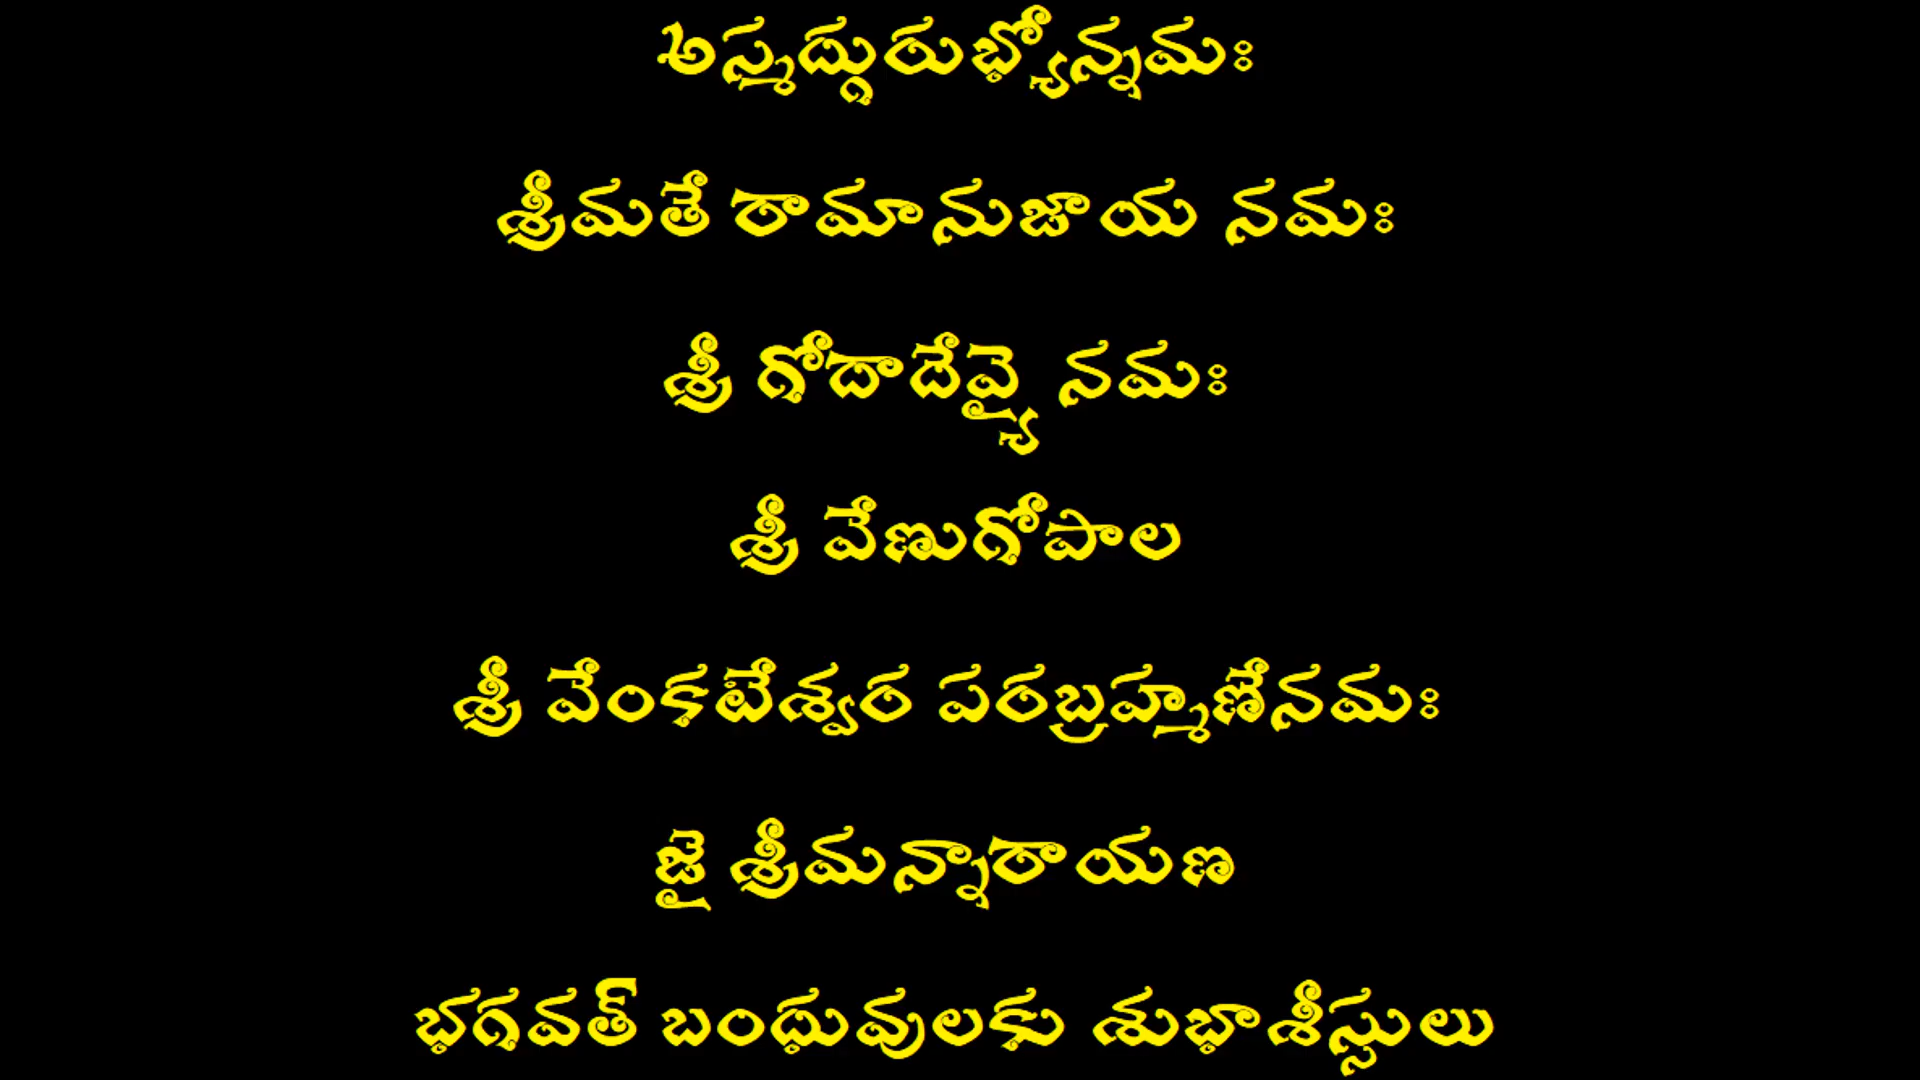 అస్మద్గురుభ్యోన్నమః
శ్రీమతే రామానుజాయ నమః
శ్రీ గోదాదేవ్యై నమః
శ్రీ వేణుగోపాల
శ్రీ వేంకటేశ్వర పరబ్రహ్మణేనమః
జై శ్రీమన్నారాయణ
భగవత్ బంధువులకు శుభాశీస్సులు